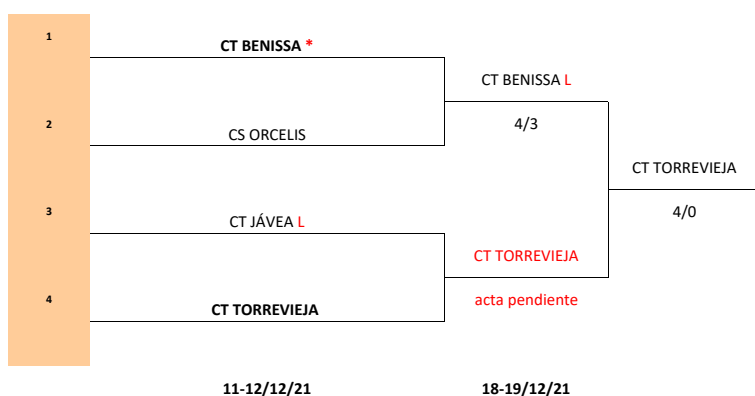 1
CT BENISSA *
CT BENISSA L
2
CS ORCELIS
4/3
CT TORREVIEJA
3
CT JÁVEA L
4/0
CT TORREVIEJA
4
CT TORREVIEJA
acta pendiente
11-12/12/21
18-19/12/21